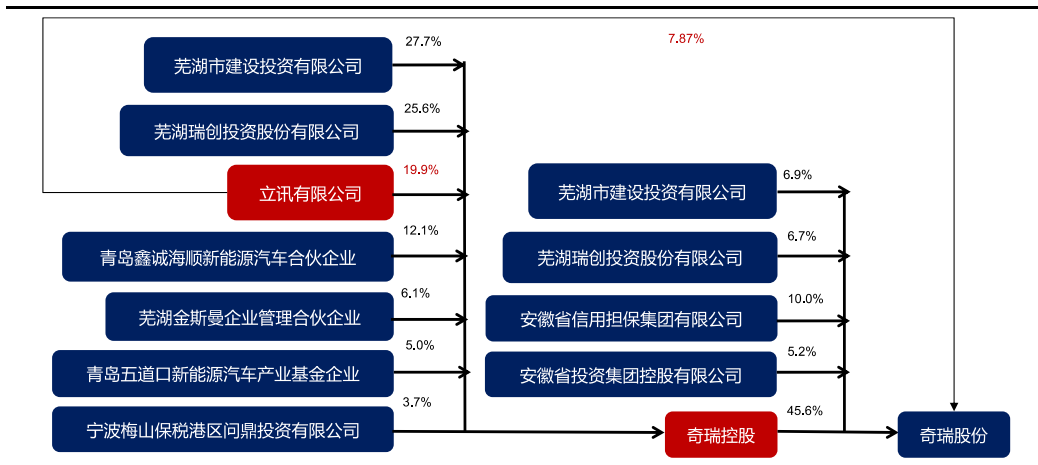 7.87%
27.7%
芜湖市建设投资有限公司
25.6%
芜湖瑞创投资股份有限公司
19.9%
立讯有限公司
12.1%
青岛鑫诚海顺新能源汽车合伙企业
6.1%
芜湖金斯曼企业管理合伙企业
5.0%
青岛五道口新能源汽车产业基金企业
3.7%
宁波梅山保税港区问鼎投资有限公司
6.9%
芜湖市建设投资有限公司
6.7%
芜湖瑞创投资股份有限公司
10.0%
安徽省信用担保集团有限公司
5.2%
安徽省投资集团控股有限公司
45.6%
奇瑞控股
奇瑞股份